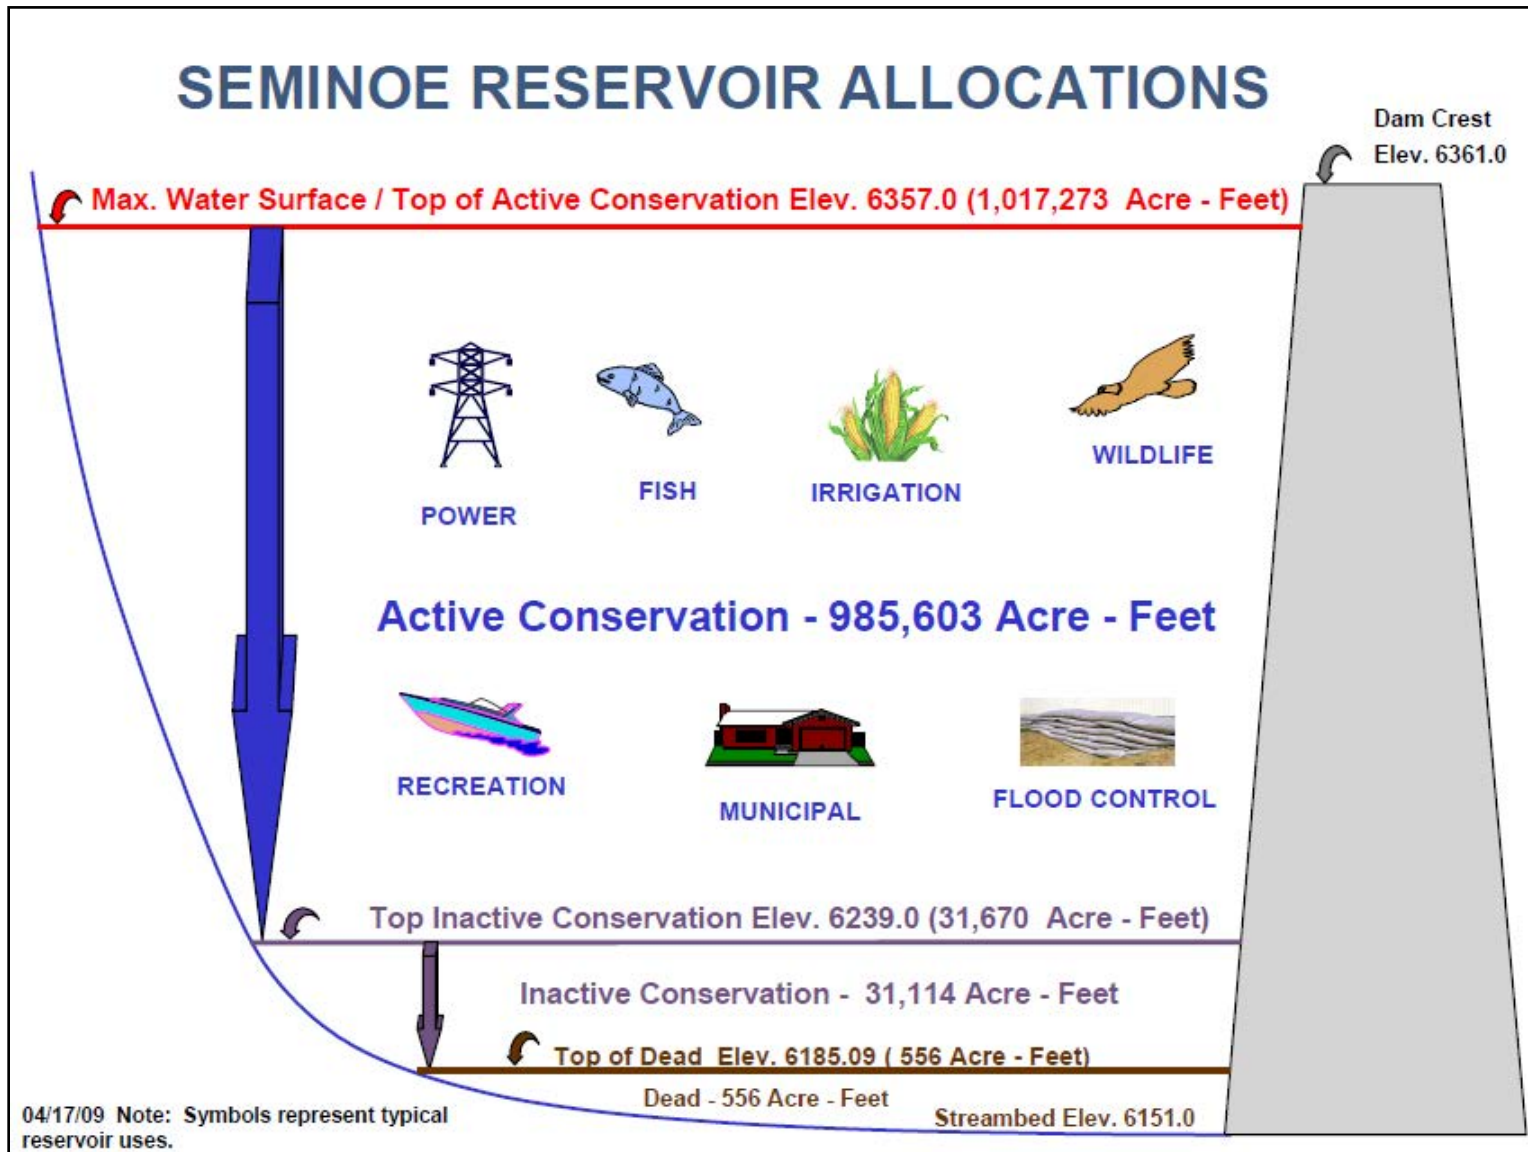 SEMINOE RESERVOIR ALLOCATIONS
Dam Crest
Elev. 6361.0
Max. Water Surface / Top of Active Conservation Elev. 6357.0 (1,017,273 Acre - Feet)
POWER
FISH
IRRIGATION
WILDLIFE
Active Conservation - 985,603 Acre - Feet
RECREATION
MUNICIPAL
FLOOD CONTROL
Top Inactive Conservation Elev. 6239.0 (31,670 Acre - Feet)
Inactive Conservation - 31,114 Acre - Feet
Top of Dead Elev. 6185.09 ( 556 Acre - Feet)
Dead - 556 Acre - Feet
Streambed Elev. 6151.0
04/17/09 Note: Symbols represent typical
reservoir uses.